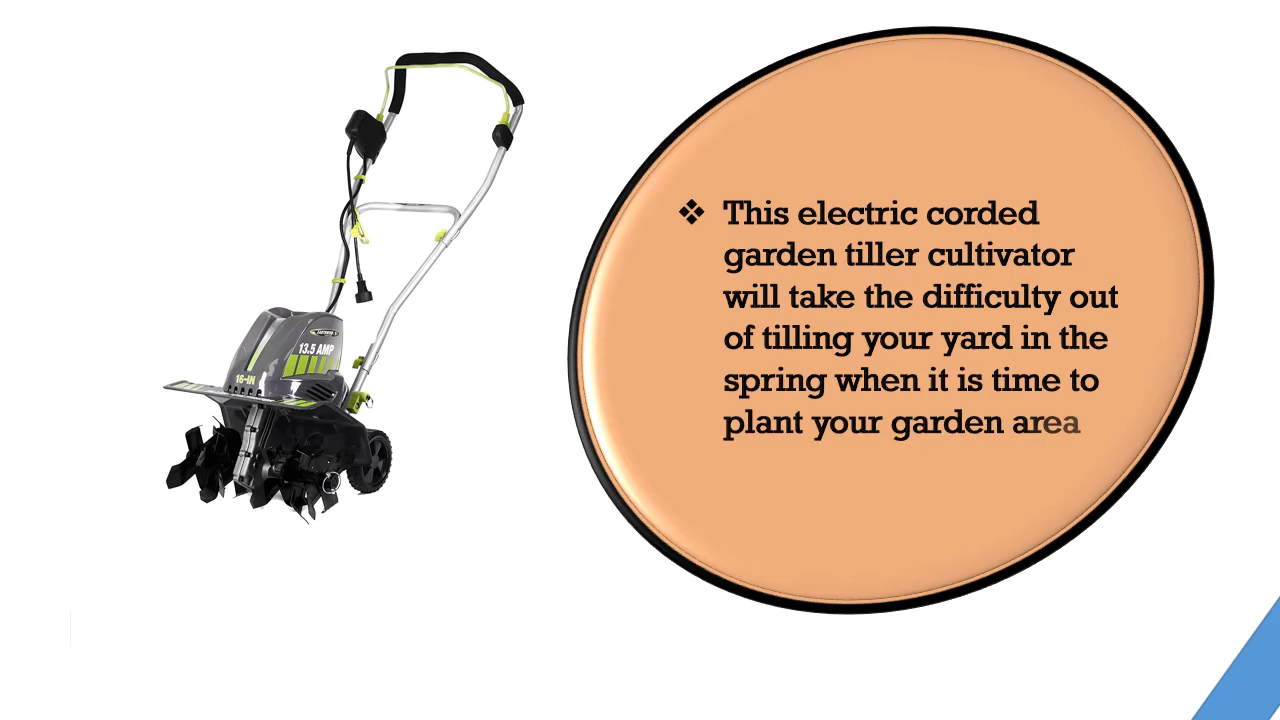 13.5 AMP
16-IN
This electric corded
garden tiller cultivator
will take the difficulty out
of tilling your yard in the
spring when it is time to
plant your garden area